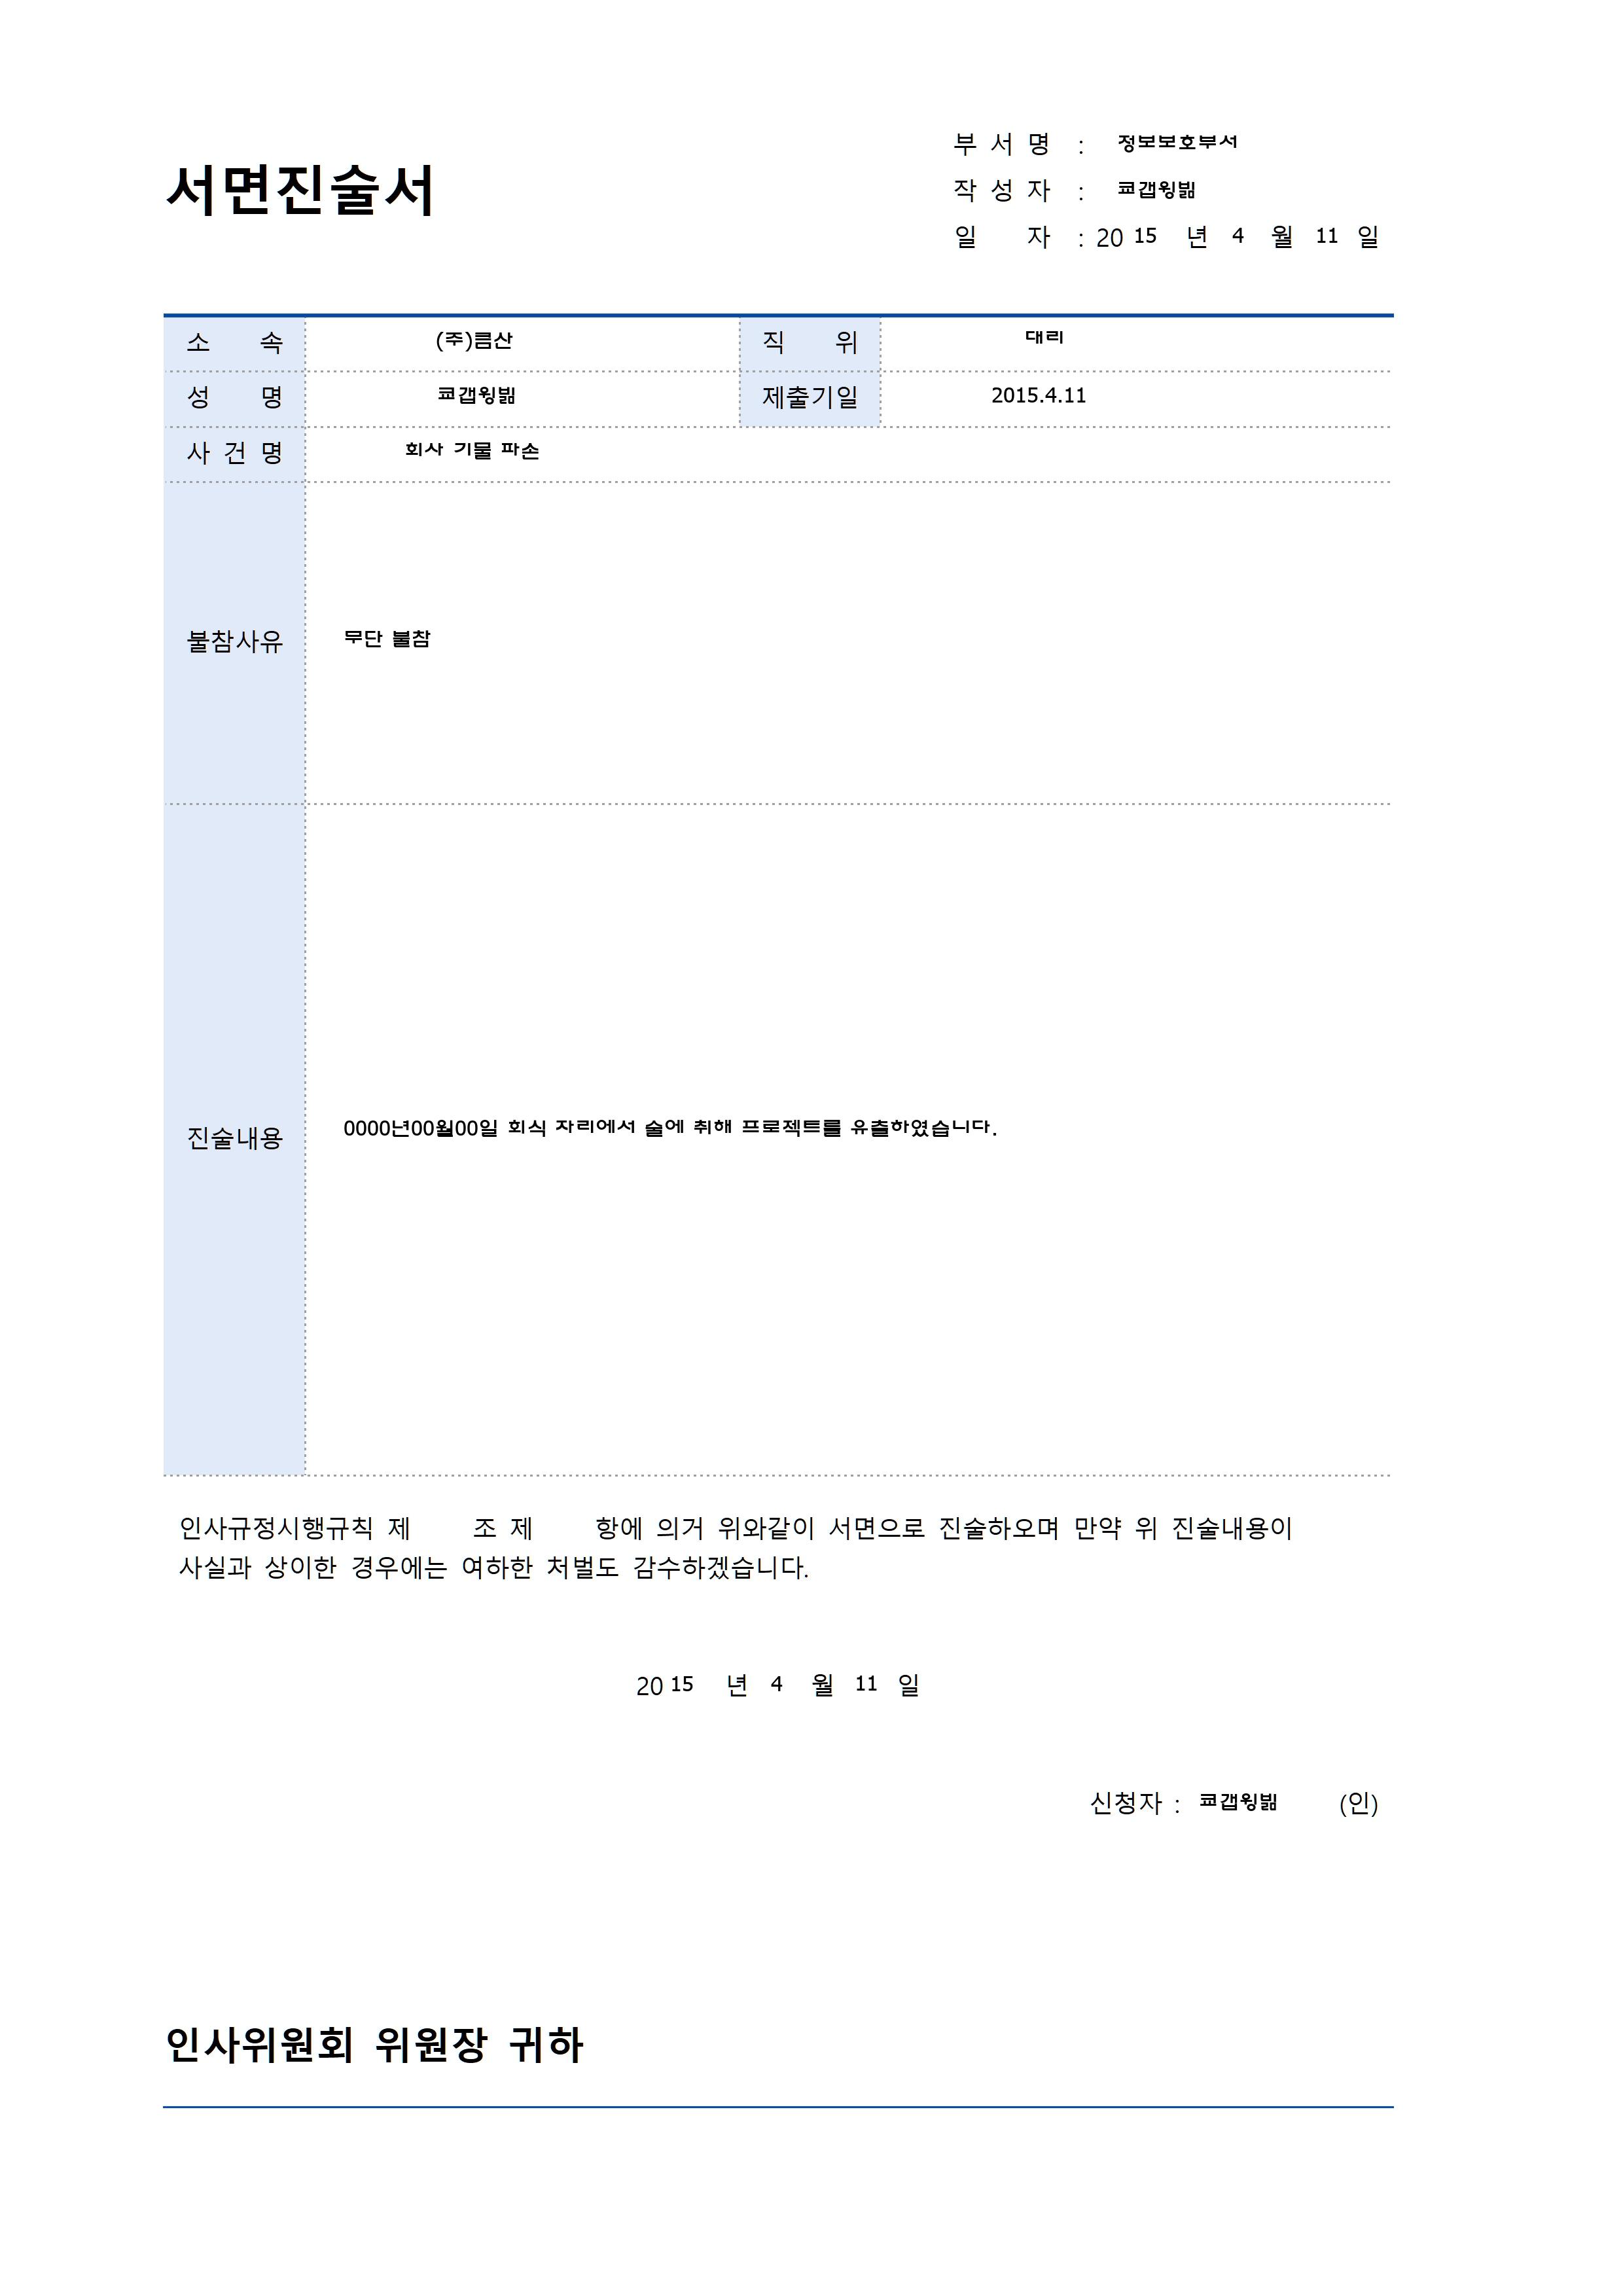 서면진술서
부 서 명 : 정보보호부서
작 성 자 : 쿄갭윙빎
일 자 : 20 15 년 4 월 11 일
소 속 (주)큼산 직 위 대리
성 명 쿄갭윙빎 제출기일 2015.4.11
사 건 명 회사 기물 파손
불참사유 무단 불참
진술내용 0000년00월00일 회식 자리에서 술에 취해 프로젝트를 유출하였습니다.
인사규정시행규칙 제 조 제 항에 의거 위와같이 서면으로 진술하오며 만약 위 진술내용이
사실과 상이한 경우에는 여하한 처벌도 감수하겠습니다.
20 15 년 4 월 11 일
신청자 : 쿄갭윙빎 (인)
인사위원회 위원장 귀하